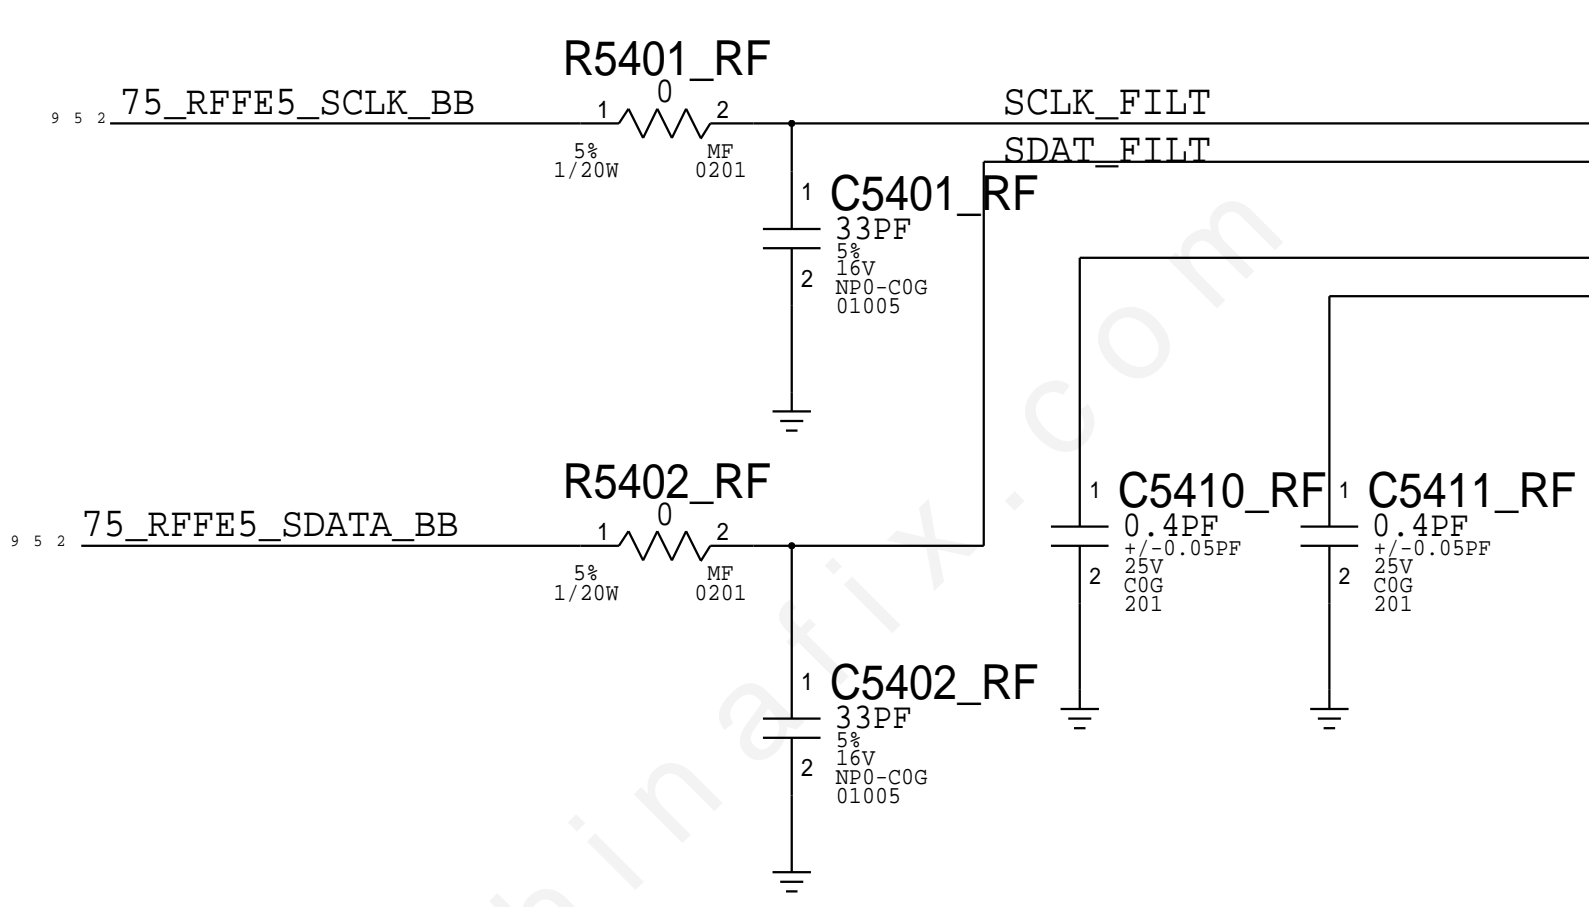 R5401_RF
0
9 5 2 75_RFFE5_SCLK_BB
1
2
5%
1/20W
MF
0201
SCLK_FILT
SDAT_FILT
1
C5401_RF
33PF
5%
16V
NP0-C0G
01005
2
R5402_RF
0
9 5 2 75_RFFE5_SDATA_BB
1
2
5%
1/20W
MF
0201
1
C5402_RF
33PF
5%
16V
NP0-C0G
01005
2
1
C5410_RF
0.4PF
+/-0.05PF
25V
C0G
201
2
1
C5411_RF
0.4PF
+/-0.05PF
25V
C0G
201
2
binafix.com